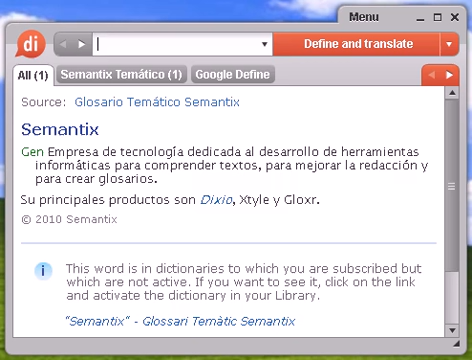 Menu
di
Define and translate
All (1)
Semantix Temático (1)
Google Define
Source: Glosario Temático Semantix
Semantix
Gen Empresa de tecnología dedicada al desarrollo de herramientas
informáticas para comprender textos, para mejorar la redacción y
para crear glosarios.
Su principales productos son Dixio, Xtyle y Gloxr.
© 2010 Semantix
i
This word is in dictionaries to which you are subscribed but
which are not active. If you want to see it, click on the link
and activate the dictionary in your Library.
"Semantix" - Glossari Temàtic Semantix